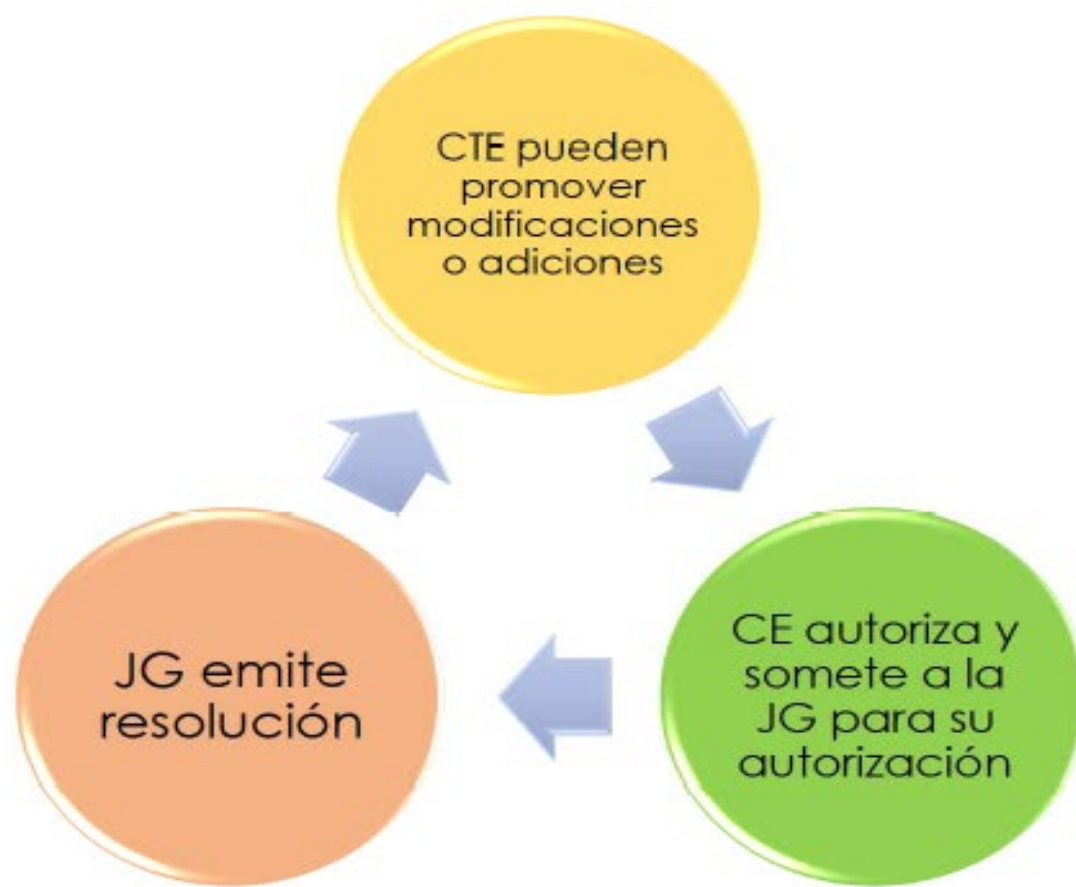 CTE pueden
promover
modificaciones
o adiciones
CE autoriza y
somete a la
JG para su
autorización
JG emite
resolución